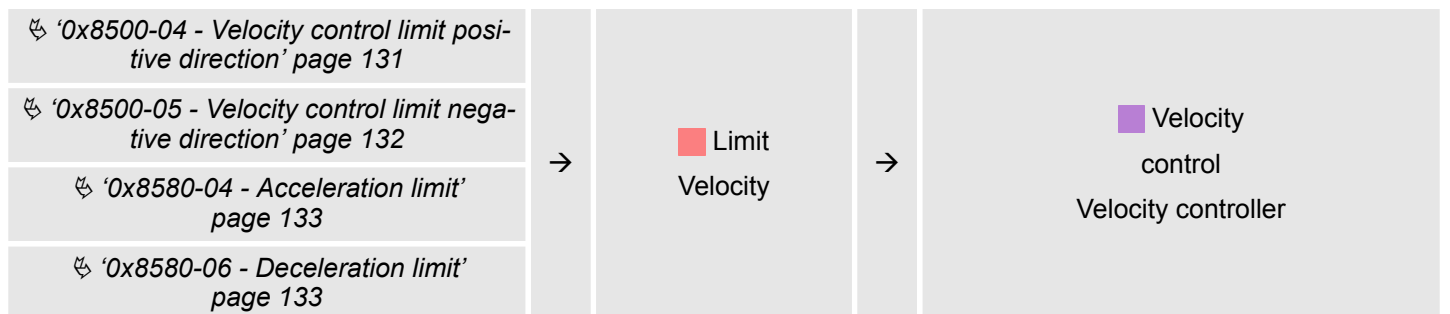 ↳ '0x8500-04 - Velocity control limit posi-
tive direction' page 131
↳ '0x8500-05 - Velocity control limit nega-
tive direction' page 132
↳ '0x8580-04 - Acceleration limit'
page 133
↳ '0x8580-06 - Deceleration limit'
page 133
→
Limit
Velocity
→
Velocity
control
Velocity controller